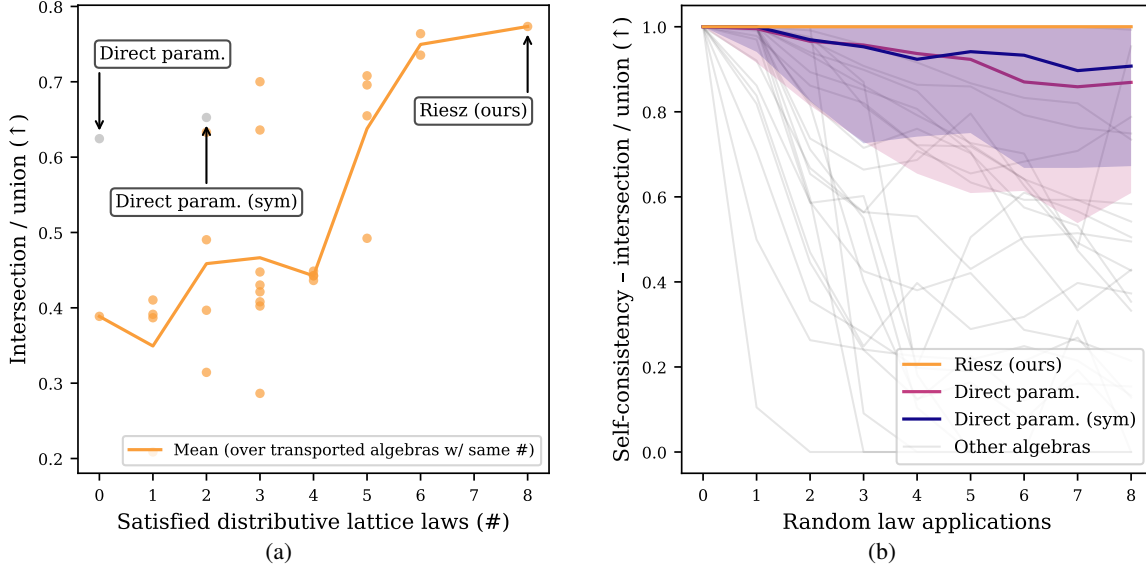 Intersection / union (↑)
0.8
0.7
0.6
0.5
0.4
0.3
0.2
Direct param.
Riesz (ours)
Direct param. (sym)
Mean (over transported algebras w/ same #)
0 1 2 3 4 5 6 7 8
Satisfied distributive lattice laws (#)
(a)
Self-consistency – intersection / union (↑)
1.0
0.8
0.6
0.4
0.2
0.0
Riesz (ours)
Direct param.
Direct param. (sym)
Other algebras
0 1 2 3 4 5 6 7 8
Random law applications
(b)